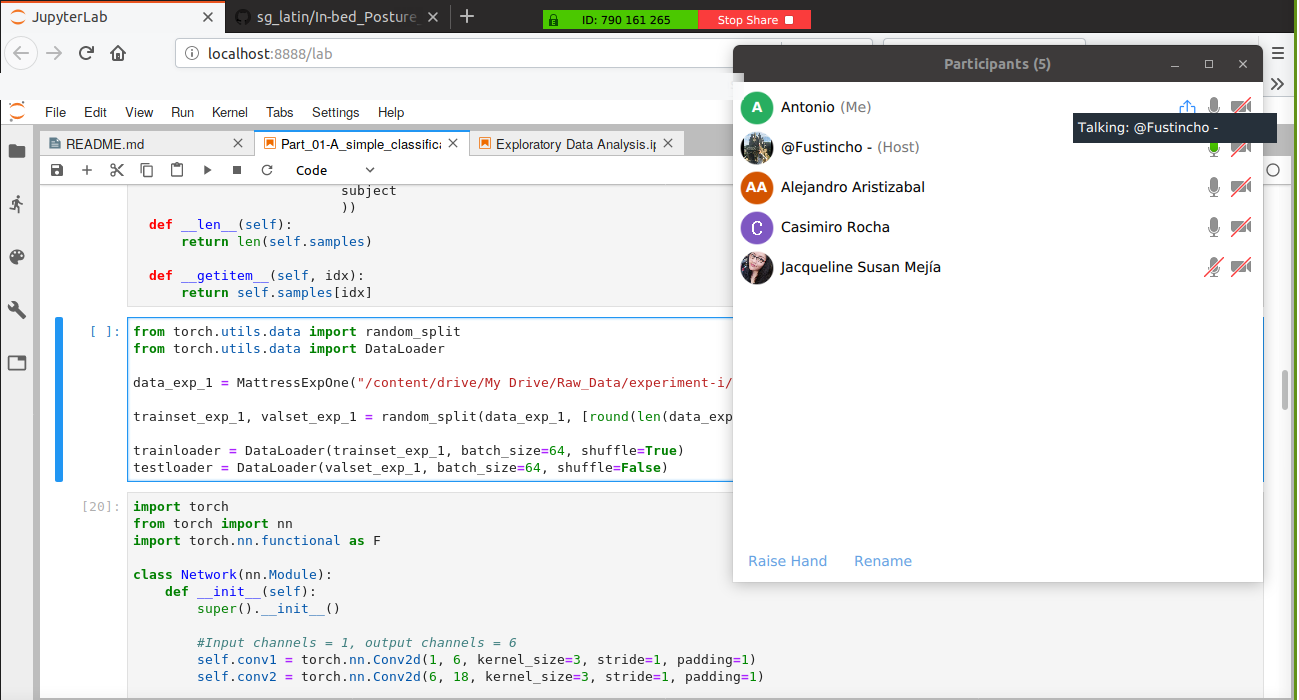 JupyterLab
sg_latin/In-bed_Posture_
ID: 790 161 265
Stop Share
localhost:8888/lab
Participants (5)
File Edit View Run Kernel Tabs Settings Help
A Antonio (Me)
Talking: @Fustincho -
README.md
Part_01-A_simple_classifica
Exploratory Data Analysis.ip
@Fustincho - (Host)
Code
AA Alejandro Aristizabal
C Casimiro Rocha
Jacqueline Susan Mejía
Raise Hand Rename
subject
))
def __len__(self):
return len(self.samples)
def __getitem__(self, idx):
return self.samples[idx]
[ ]:
from torch.utils.data import random_split
from torch.utils.data import DataLoader
data_exp_1 = MattressExpOne("/content/drive/My Drive/Raw_Data/experiment-i/
trainset_exp_1, valset_exp_1 = random_split(data_exp_1, [round(len(data_exp
trainloader = DataLoader(trainset_exp_1, batch_size=64, shuffle=True)
testloader = DataLoader(valset_exp_1, batch_size=64, shuffle=False)
[20]:
import torch
from torch import nn
import torch.nn.functional as F
class Network(nn.Module):
def __init__(self):
super().__init__()
#Input channels = 1, output channels = 6
self.conv1 = torch.nn.Conv2d(1, 6, kernel_size=3, stride=1, padding=1)
self.conv2 = torch.nn.Conv2d(6, 18, kernel_size=3, stride=1, padding=1)